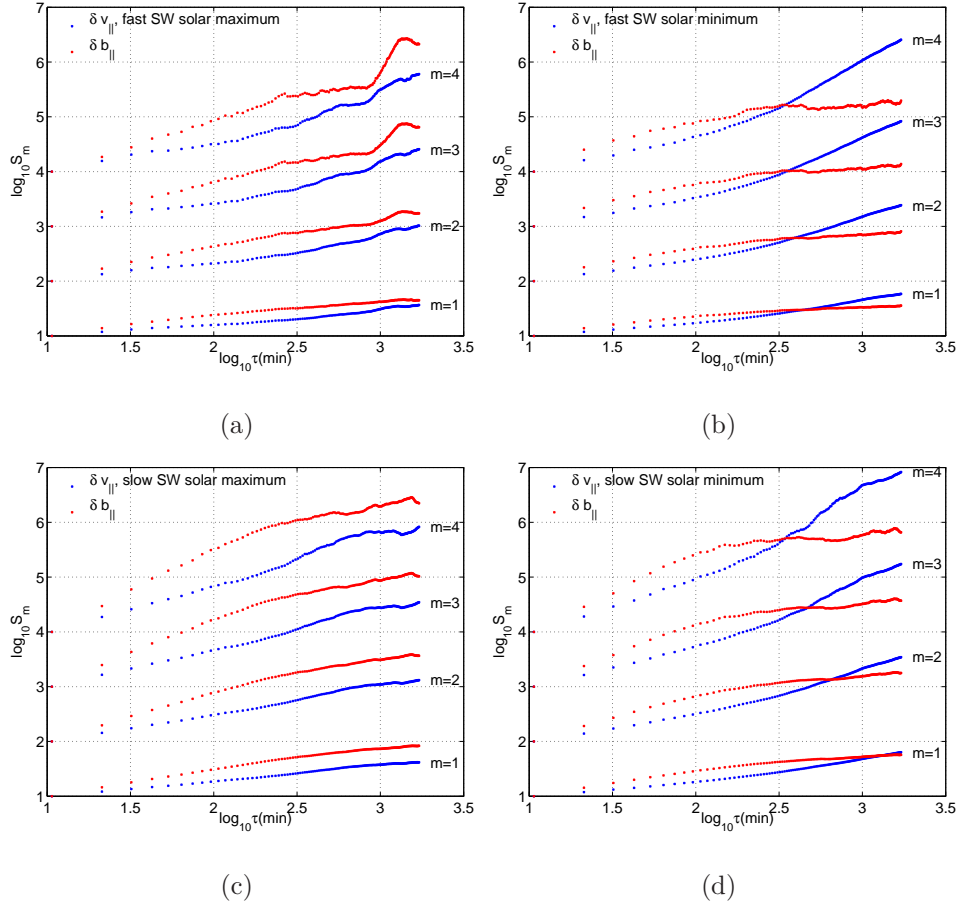 7
6
5
4
3
2
1
log₁₀Sₘ
δ v||, fast SW solar maximum
δ b||
m=4
m=3
m=2
m=1
1 1.5 2 2.5 3 3.5
log₁₀τ(min)
(a)
7
6
5
4
3
2
1
log₁₀Sₘ
δ v||, fast SW solar minimum
δ b||
m=4
m=3
m=2
m=1
1 1.5 2 2.5 3 3.5
log₁₀τ(min)
(b)
7
6
5
4
3
2
1
log₁₀Sₘ
δ v||, slow SW solar maximum
δ b||
m=4
m=3
m=2
m=1
1 1.5 2 2.5 3 3.5
log₁₀τ(min)
(c)
7
6
5
4
3
2
1
log₁₀Sₘ
δ v||, slow SW solar minimum
δ b||
m=4
m=3
m=2
m=1
1 1.5 2 2.5 3 3.5
log₁₀τ(min)
(d)